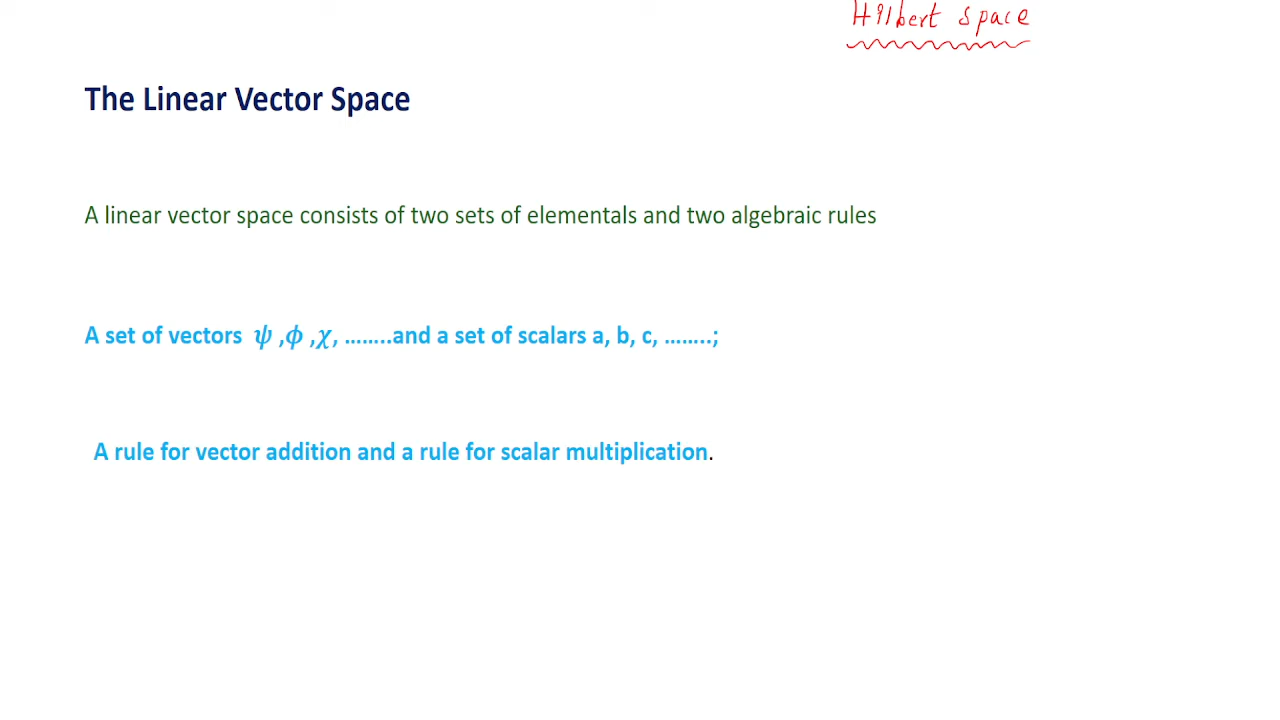 Hilbert space
The Linear Vector Space
A linear vector space consists of two sets of elementals and two algebraic rules
A set of vectors ψ ,ϕ ,χ, ……..and a set of scalars a, b, c, ……..;
A rule for vector addition and a rule for scalar multiplication.